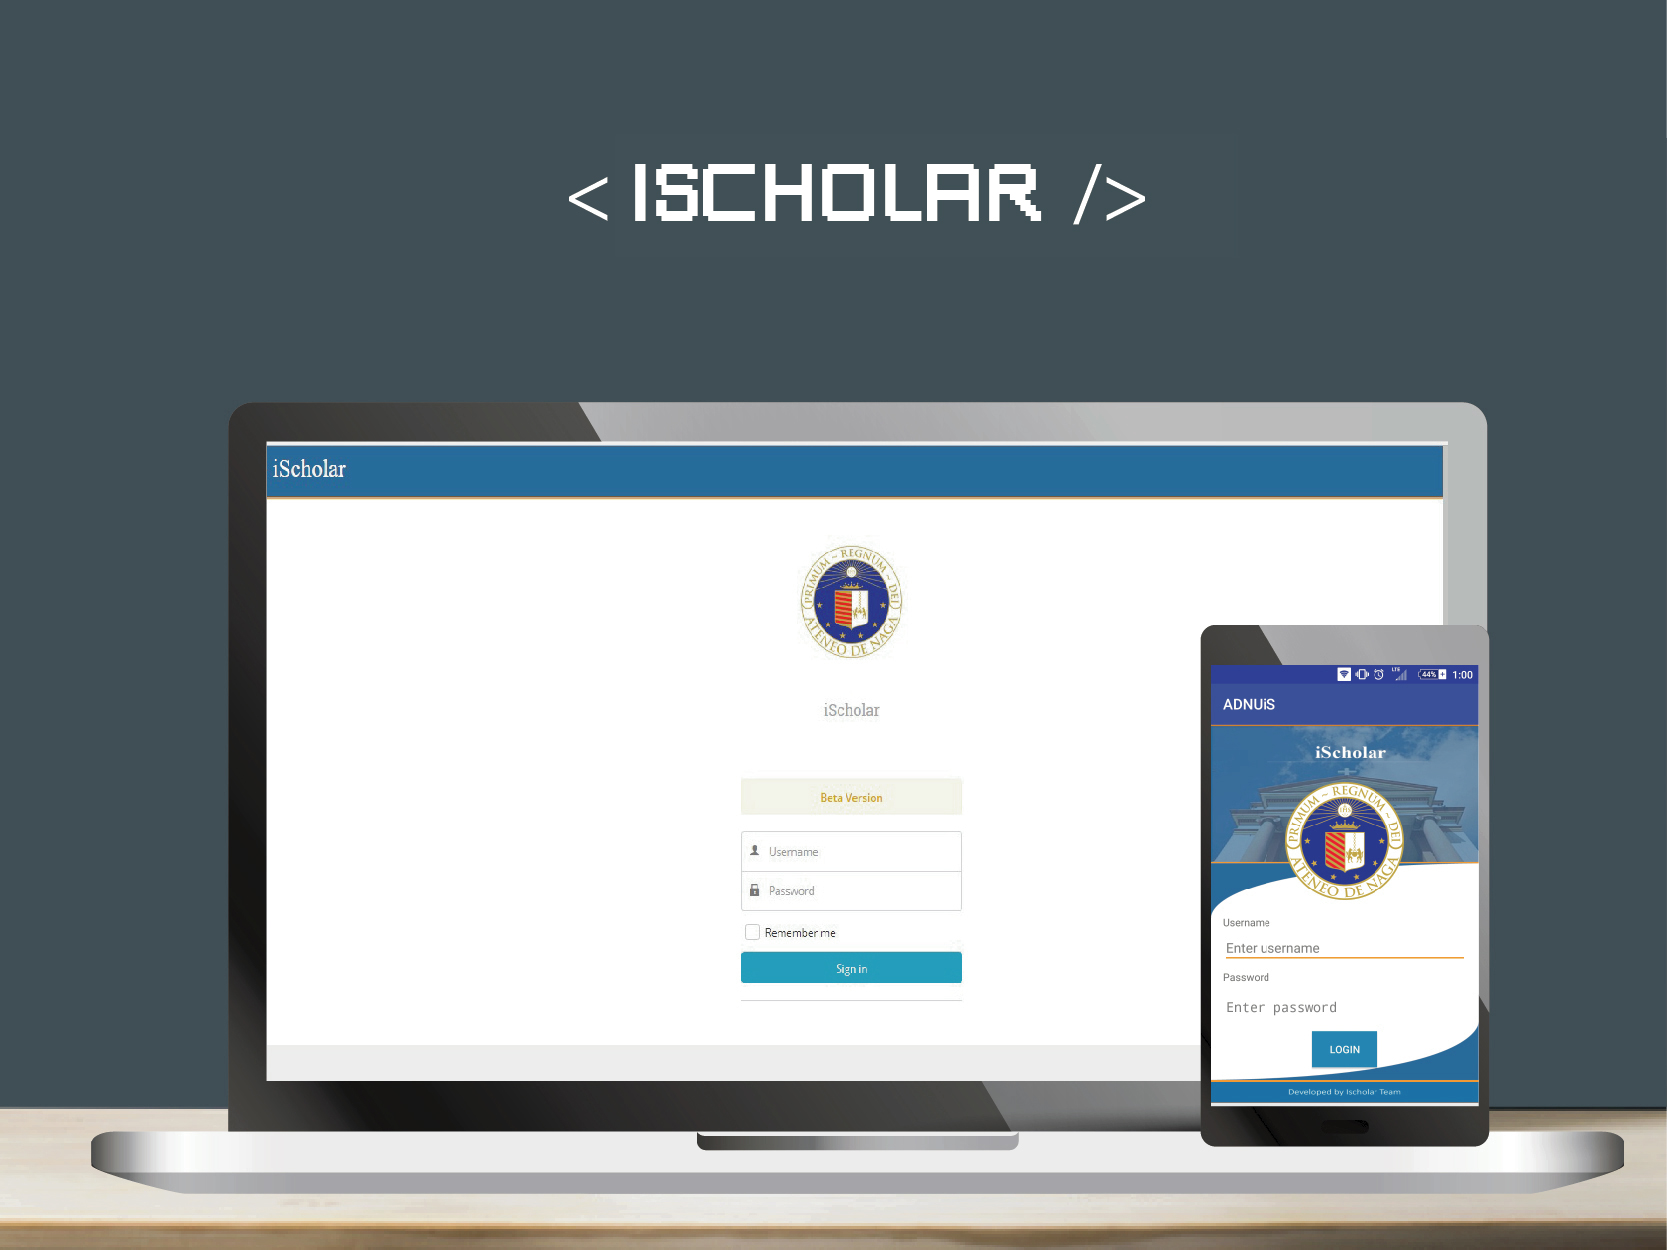 < ISCHOLAR />
iScholar
PRIMUM ~ REGNUM ~ DEI
ATENEO DE NAGA
iScholar
Beta Version
Username
Password
Remember me
Sign in
LTE 44% 1:00
ADNUiS
iScholar
PRIMUM ~ REGNUM ~ DEI
ATENEO DE NAGA
Username
Enter username
Password
Enter password
LOGIN
Developed by Ischolar Team